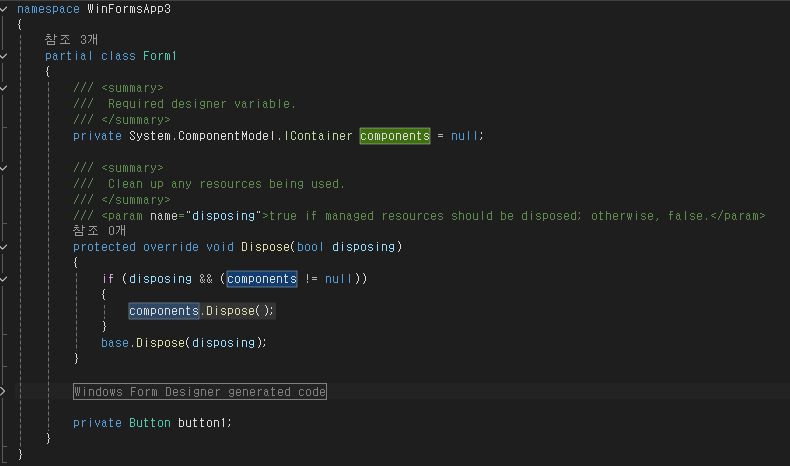 namespace WinFormsApp3
{
참조 3개
partial class Form1
{
/// <summary>
///  Required designer variable.
/// </summary>
private System.ComponentModel.IContainer components = null;
/// <summary>
///  Clean up any resources being used.
/// </summary>
/// <param name="disposing">true if managed resources should be disposed; otherwise, false.</param>
참조 0개
protected override void Dispose(bool disposing)
{
if (disposing && (components != null))
{
components.Dispose();
}
base.Dispose(disposing);
}
Windows Form Designer generated code
private Button button1;
}
}